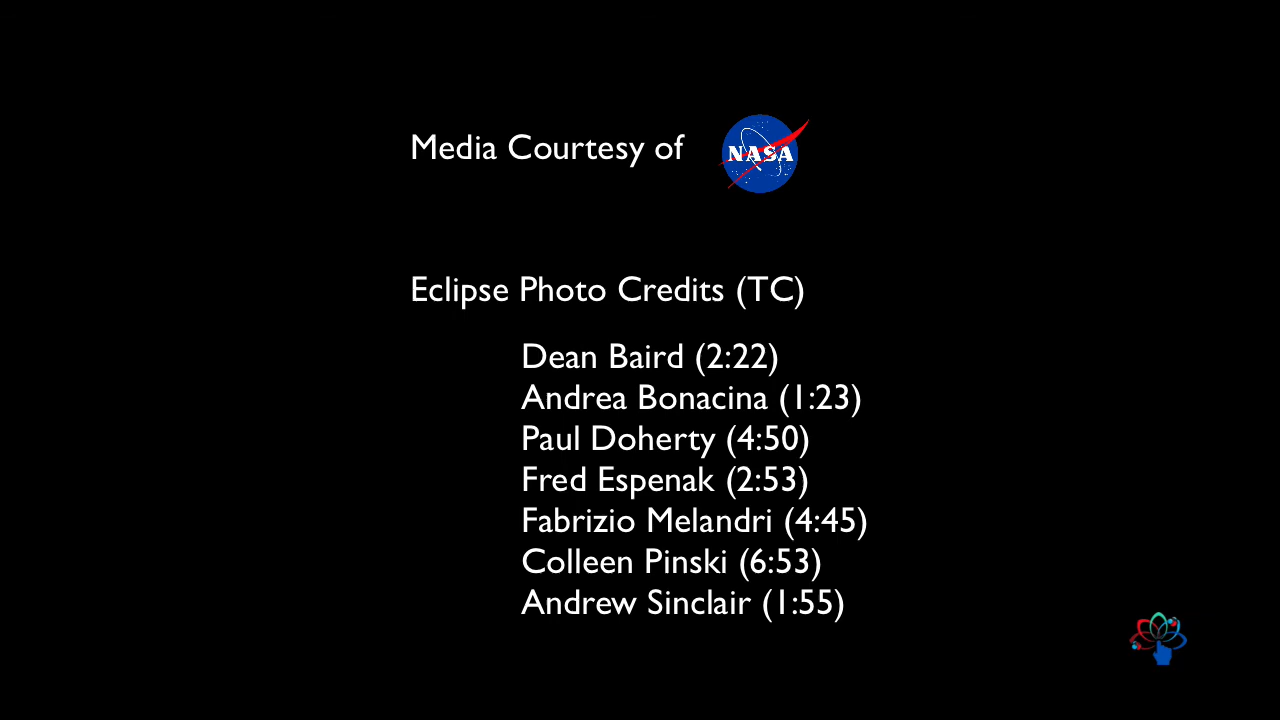 Media Courtesy of NASA
Eclipse Photo Credits (TC)
Dean Baird (2:22)
Andrea Bonacina (1:23)
Paul Doherty (4:50)
Fred Espenak (2:53)
Fabrizio Melandri (4:45)
Colleen Pinski (6:53)
Andrew Sinclair (1:55)